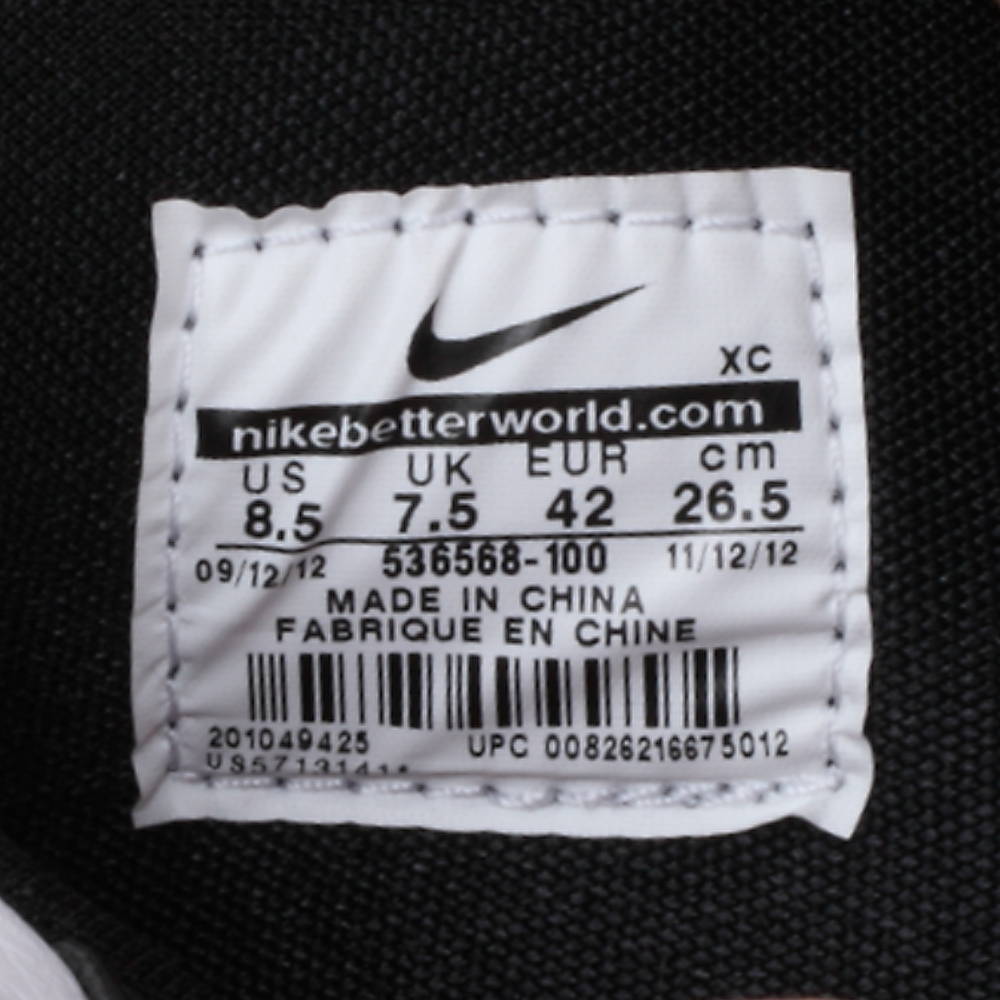 XC
nikebetterworld.com
US UK EUR cm
8.5 7.5 42 26.5
09/12/12 536568-100 11/12/12
MADE IN CHINA
FABRIQUE EN CHINE
201049425 UPC 00826216675012